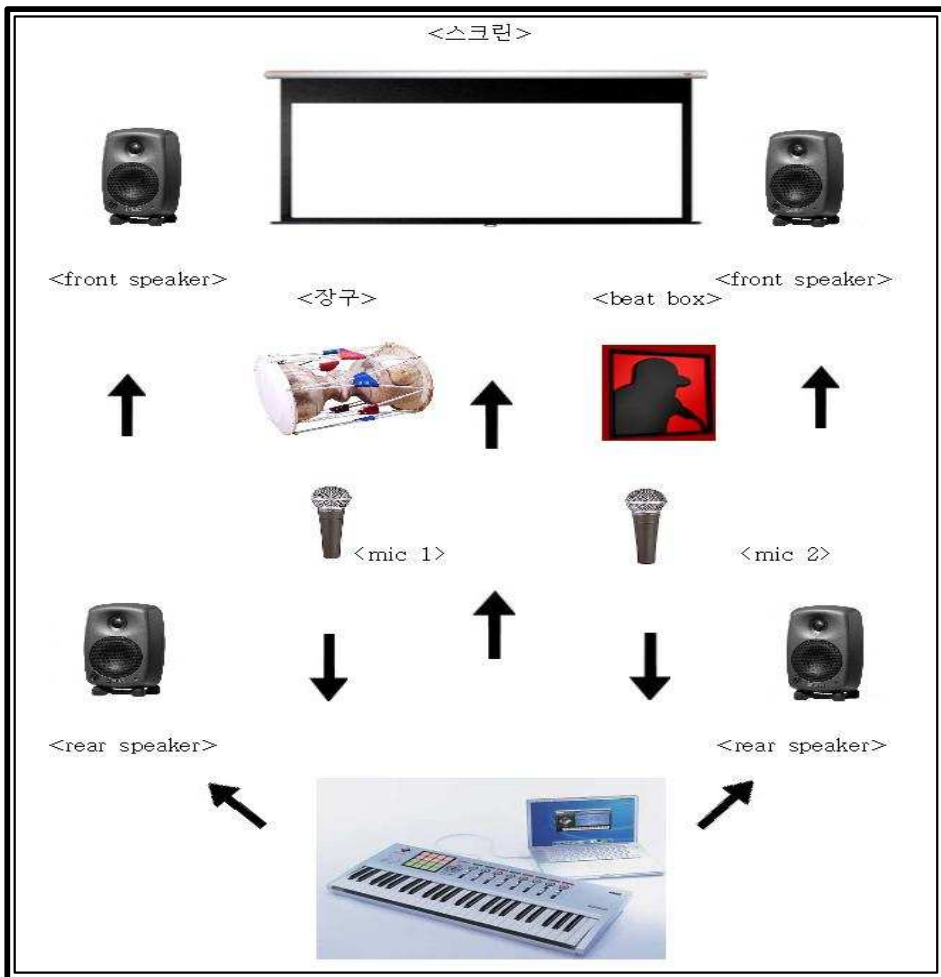 <스크린>
<front speaker>
<front speaker>
<장구>
<beat box>
<mic 1>
<mic 2>
<rear speaker>
<rear speaker>